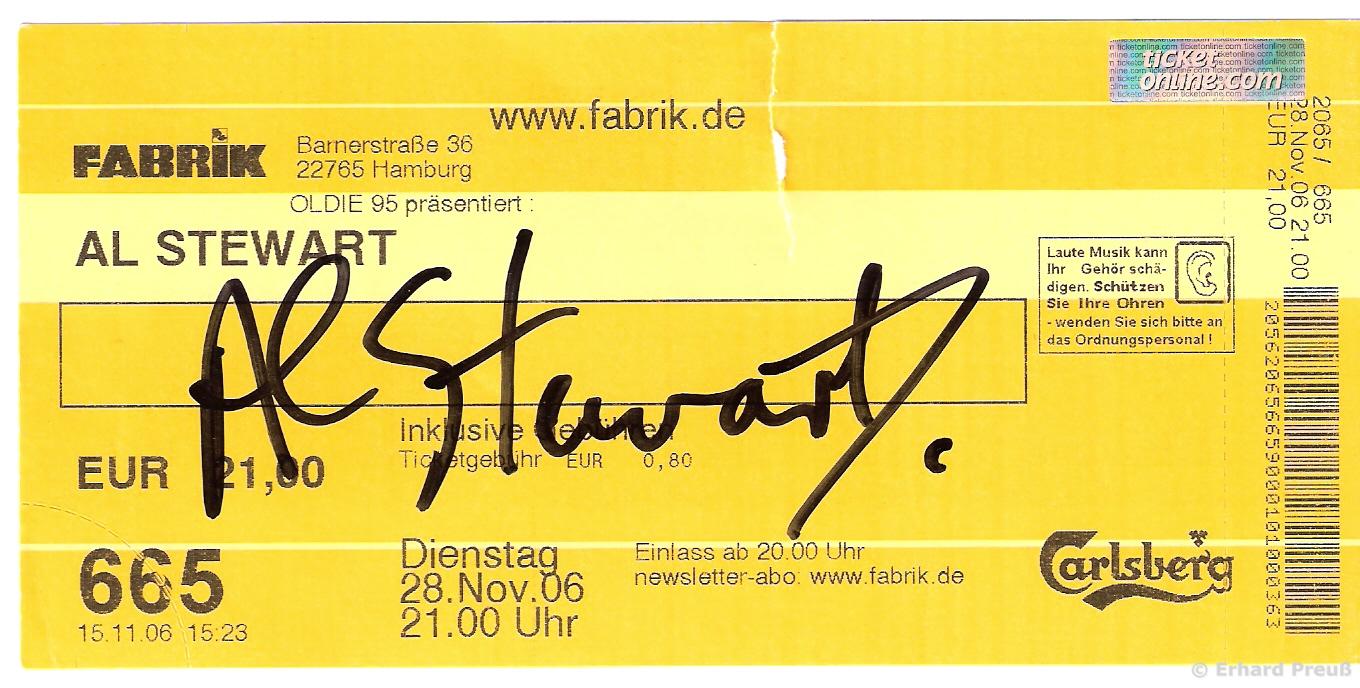 ticket
online.com
www.fabrik.de
FABRIK
Barnerstraße 36
22765 Hamburg
OLDIE 95 präsentiert :
AL STEWART
Al Stewart
Laute Musik kann
Ihr Gehör schä-
digen. Schützen
Sie Ihre Ohren
- wenden Sie sich bitte an
das Ordnungspersonal !
Inklusive Gebühren
Ticketgebühr EUR 0,80
EUR 21,00
665
15.11.06 15:23
Dienstag
28.Nov.06
21.00 Uhr
Einlass ab 20.00 Uhr
newsletter-abo: www.fabrik.de
Carlsberg
2065/ 665
28.Nov.06 21.00
EUR 21,00
© Erhard Preuß